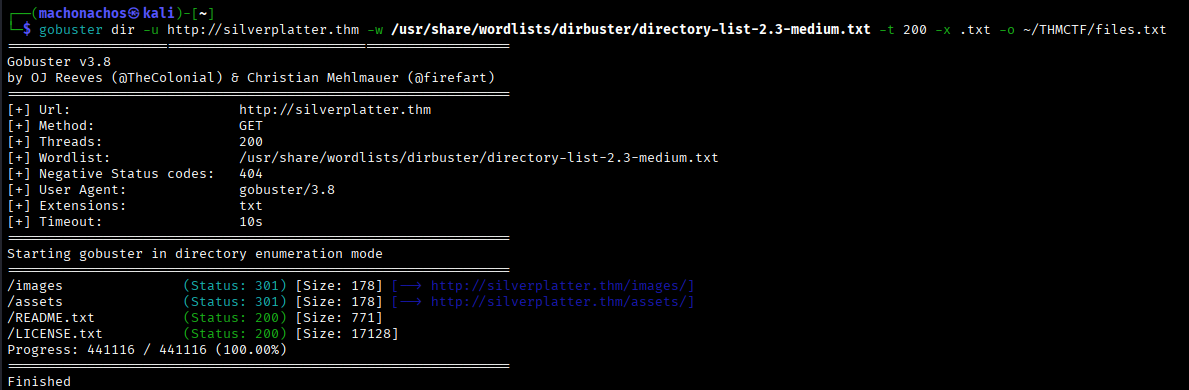 ┌──(machonachos㉿kali)-[~]
└─$ gobuster dir -u http://silverplatter.thm -w /usr/share/wordlists/dirbuster/directory-list-2.3-medium.txt -t 200 -x .txt -o ~/THMCTF/files.txt
===============================================================
Gobuster v3.8
by OJ Reeves (@TheColonial) & Christian Mehlmauer (@firefart)
===============================================================
[+] Url:                     http://silverplatter.thm
[+] Method:                  GET
[+] Threads:                 200
[+] Wordlist:                /usr/share/wordlists/dirbuster/directory-list-2.3-medium.txt
[+] Negative Status codes:   404
[+] User Agent:              gobuster/3.8
[+] Extensions:              txt
[+] Timeout:                 10s
===============================================================
Starting gobuster in directory enumeration mode
===============================================================
/images               (Status: 301) [Size: 178] [--> http://silverplatter.thm/images/]
/assets               (Status: 301) [Size: 178] [--> http://silverplatter.thm/assets/]
/README.txt           (Status: 200) [Size: 771]
/LICENSE.txt          (Status: 200) [Size: 17128]
Progress: 441116 / 441116 (100.00%)
===============================================================
Finished